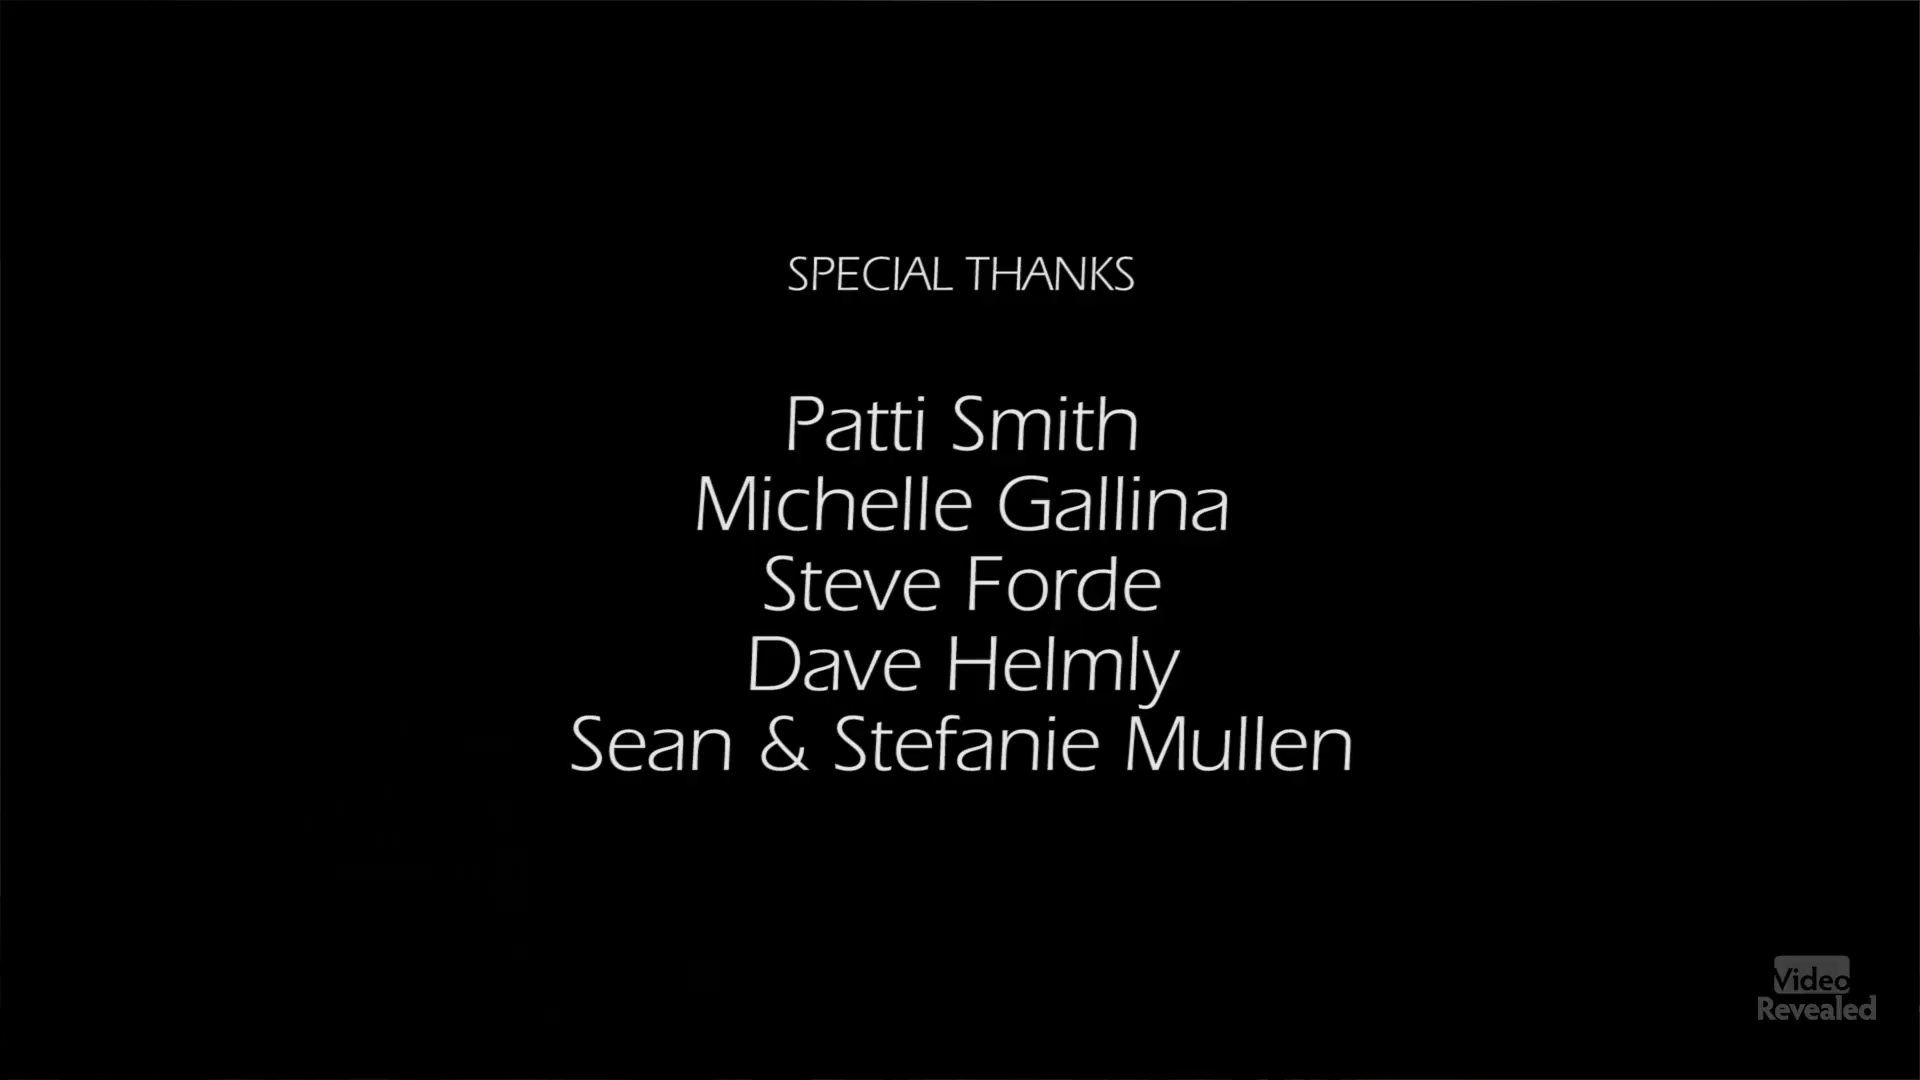 SPECIAL THANKS
Patti Smith
Michelle Gallina
Steve Forde
Dave Helmly
Sean & Stefanie Mullen
Video
Revealed